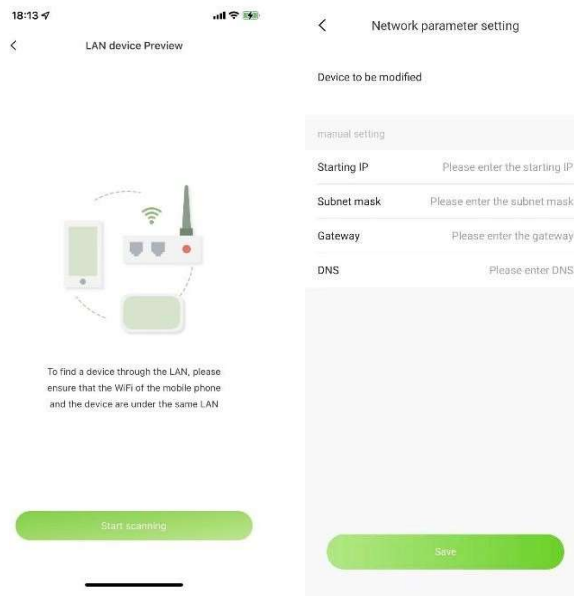 18:13
LAN device Preview
To find a device through the LAN, please
ensure that the WiFi of the mobile phone
and the device are under the same LAN
Start scanning
Network parameter setting
Device to be modified
manual setting
Starting IP Please enter the starting IP
Subnet mask Please enter the subnet mask
Gateway Please enter the gateway
DNS Please enter DNS
Save